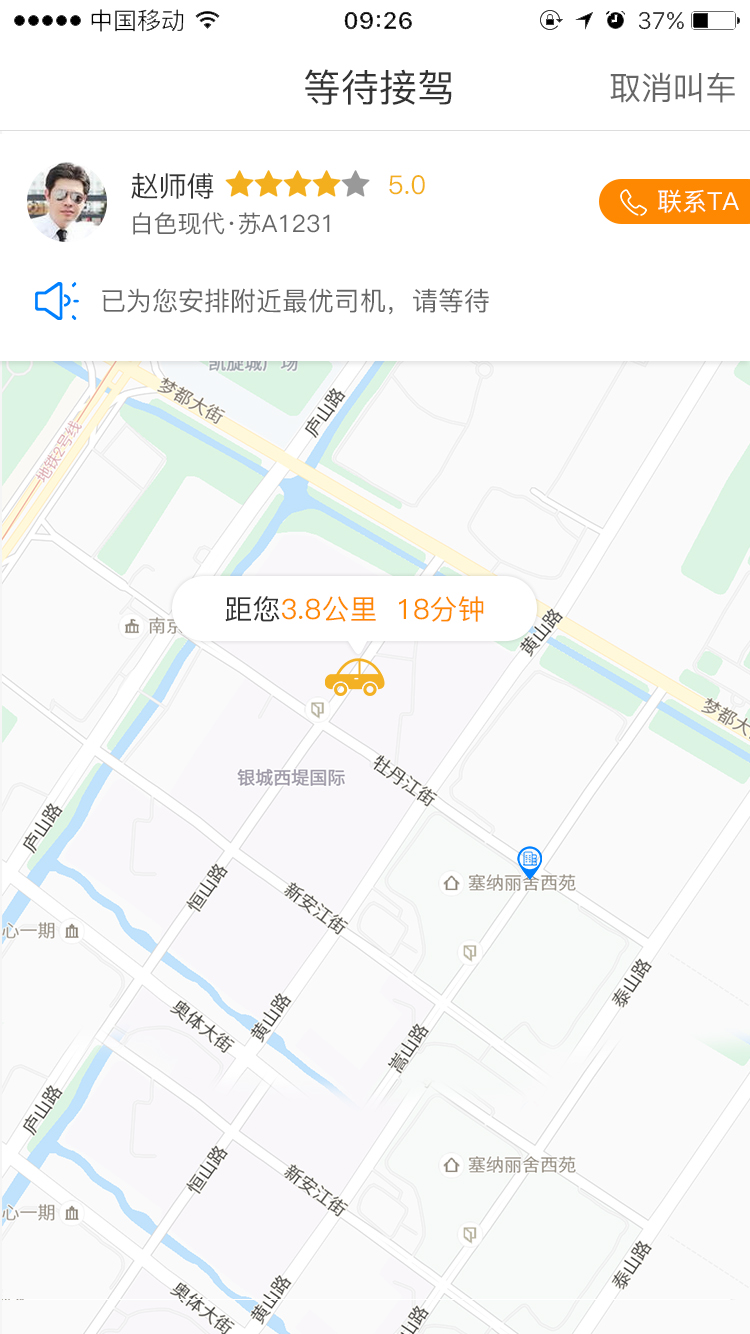 中国移动
09:26
37%
等待接驾
取消叫车
赵师傅
5.0
白色现代·苏A1231
联系TA
已为您安排附近最优司机，请等待
凯旋城广场
梦都大街
庐山路
地铁2号线
距您3.8公里 18分钟
南京
黄山路
梦都大
牡丹江街
银城西堤国际
庐山路
恒山路
塞纳丽舍西苑
新安江街
心一期
泰山路
黄山路
奥体大街
嵩山路
庐山路
恒山路
塞纳丽舍西苑
新安江街
心一期
泰山路
黄山路
奥体大街
山路